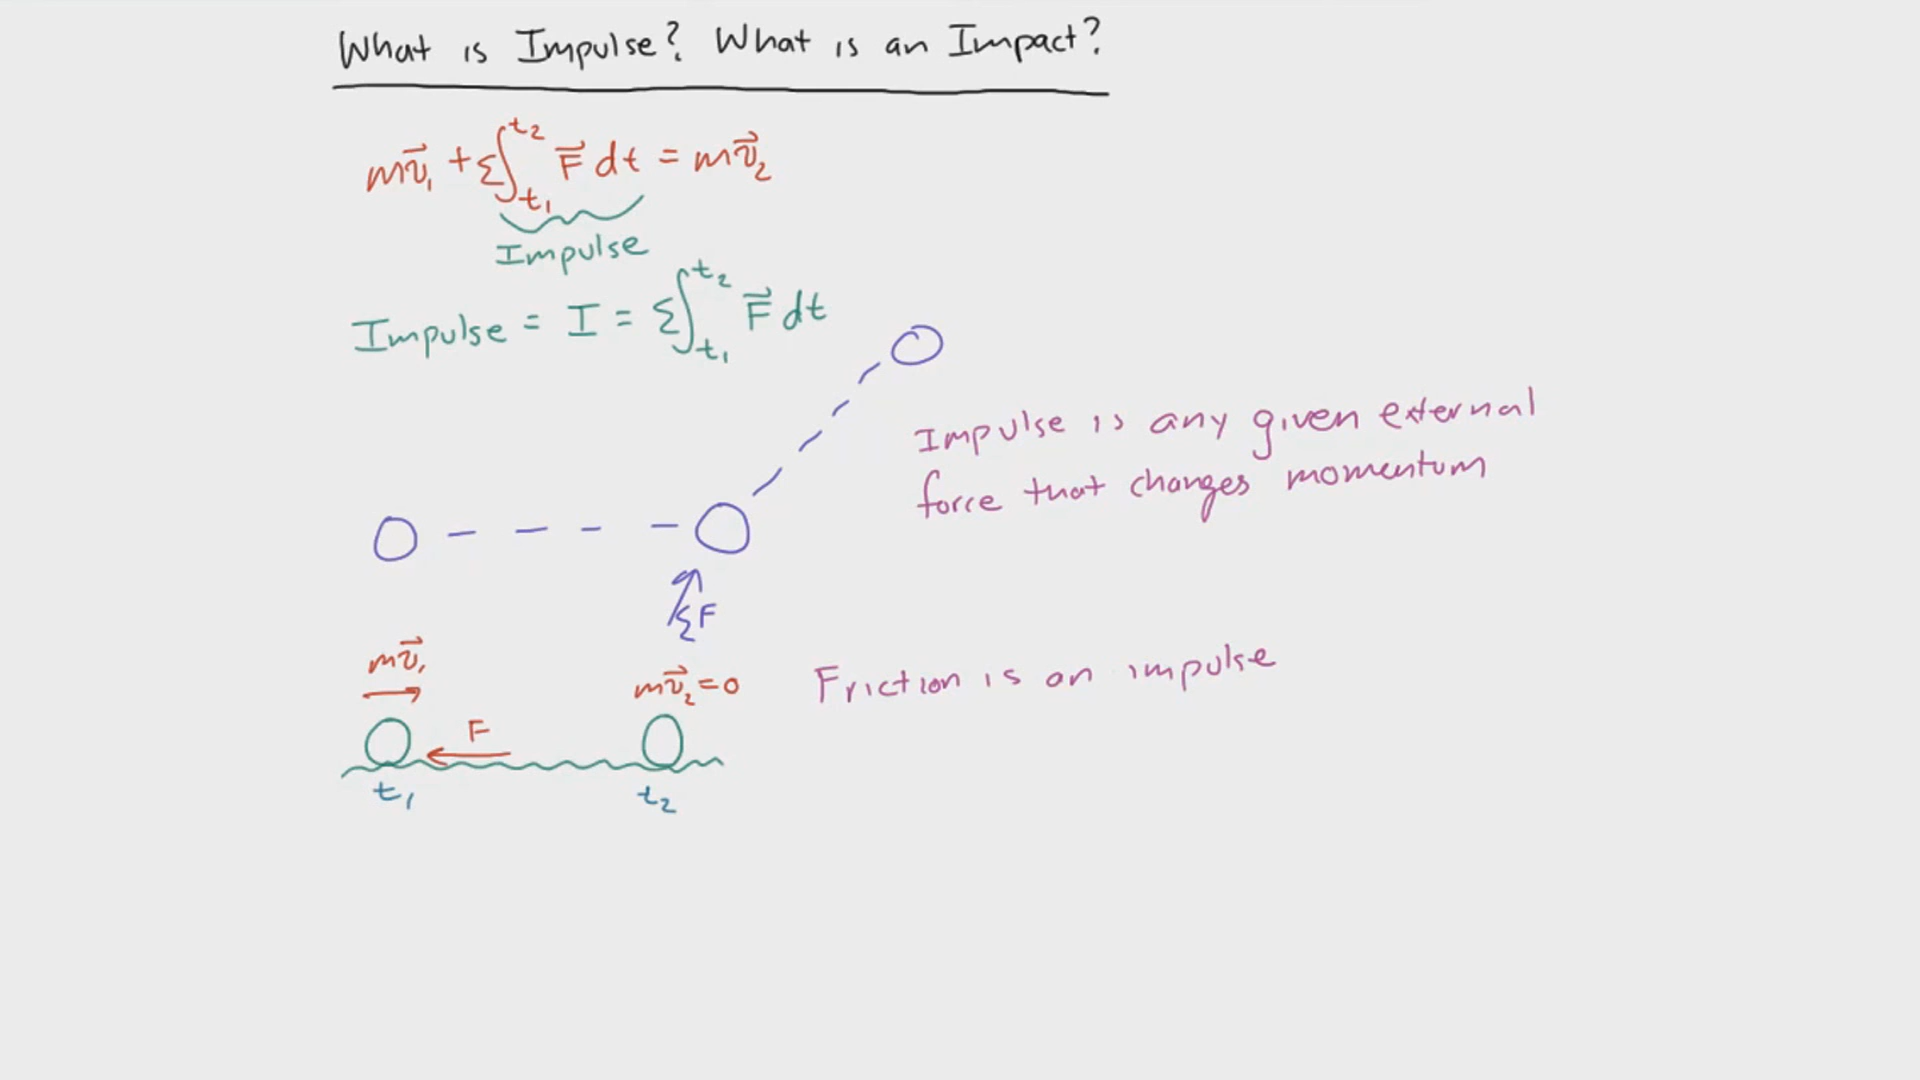 What is Impulse? What is an Impact?
mv⃗₁ + Σ∫ₜ₁ᵗ² F⃗ dt = mv⃗₂
Impulse
Impulse = I = Σ∫ₜ₁ᵗ² F⃗ dt
Impulse is any given external
force that changes momentum
ΣF
mv⃗₁
mv⃗₂ = 0
Friction is an impulse
F
t₁
t₂